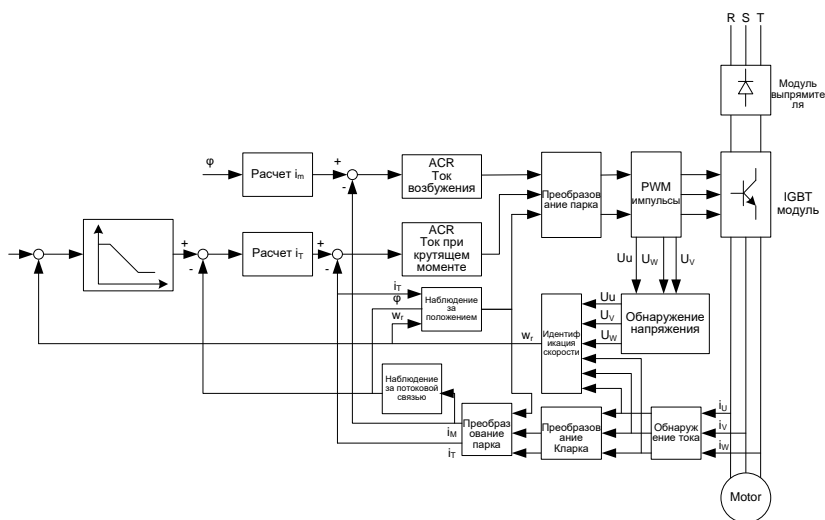 R S T
Модуль
выпрямите
ля
φ
Расчет iₘ
+
-
ACR
Ток
возбужения
Преобразов
ание парка
PWM
импульсы
IGBT
модуль
+
-
Расчет iT
+
-
ACR
Ток при
крутящем
моменте
Uu
UW
UV
iT
φ
wr
Наблюдение
за
положением
wr
Идентиф
икация
скорости
Uu
UV
UW
Обнаружение
напряжения
Наблюдение
за потоковой
связью
iM
iT
Преобраз
ование
парка
Преобразов
ание
Кларка
Обнаруж
ение тока
iU
iV
iW
Motor